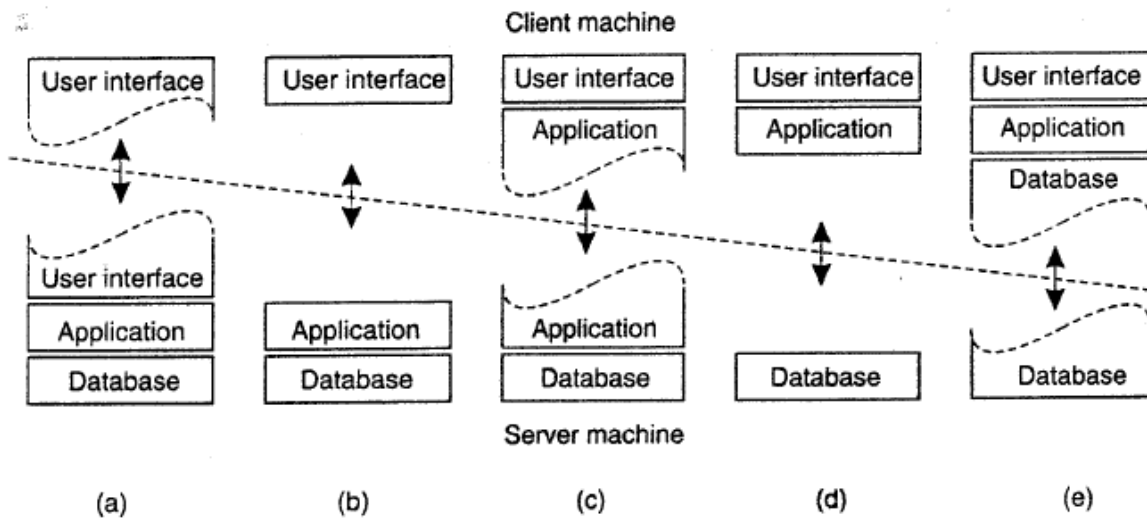 Client machine
User interface User interface User interface User interface User interface
Application Application Application
Database
User interface
Application Application Application
Database Database Database Database Database
Server machine
(a) (b) (c) (d) (e)